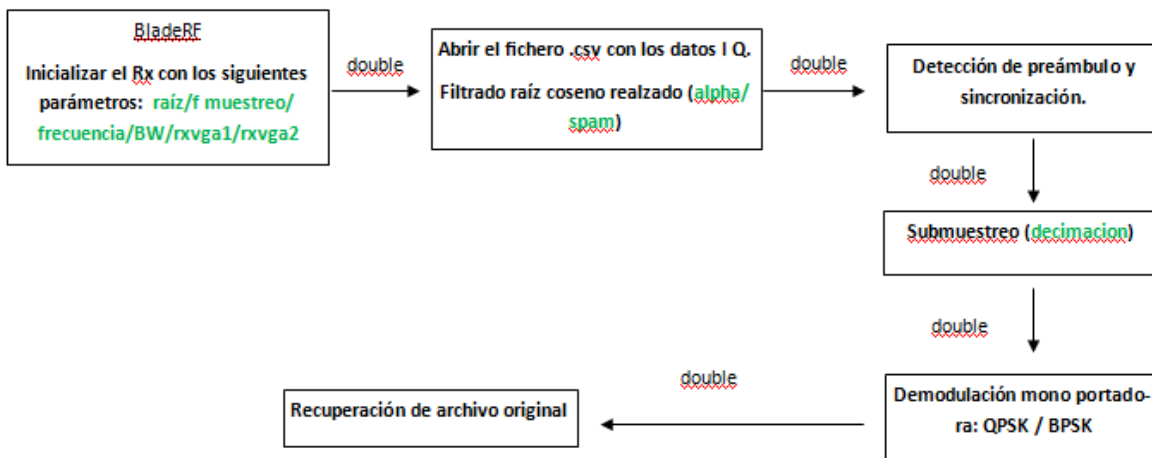 BladeRF
Inicializar el Rx con los siguientes
parámetros: raíz/f muestreo/
frecuencia/BW/rxvga1/rxvga2
double
Abrir el fichero .csv con los datos I Q.
Filtrado raíz coseno realzado (alpha/
spam)
double
Detección de preámbulo y
sincronización.
double
Submuestreo (decimacion)
double
Demodulación mono portado-
ra: QPSK / BPSK
double
Recuperación de archivo original